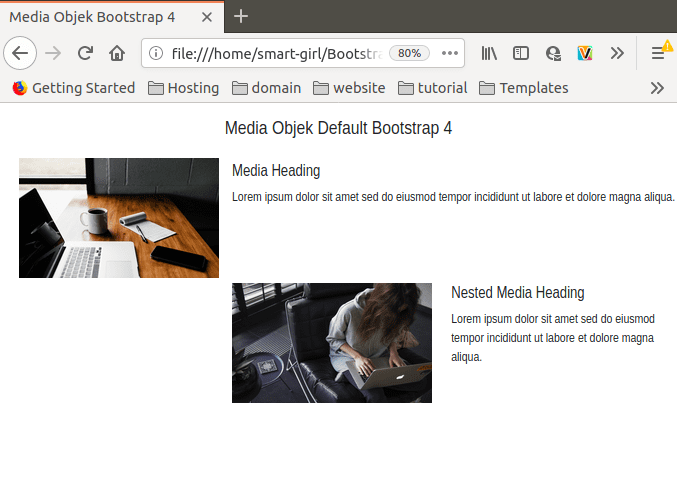 Media Objek Bootstrap 4
file:///home/smart-girl/Bootstra
80%
Getting Started
Hosting
domain
website
tutorial
Templates
Media Objek Default Bootstrap 4
Media Heading
Lorem ipsum dolor sit amet sed do eiusmod tempor incididunt ut labore et dolore magna aliqua.
Nested Media Heading
Lorem ipsum dolor sit amet sed do eiusmod
tempor incididunt ut labore et dolore magna
aliqua.